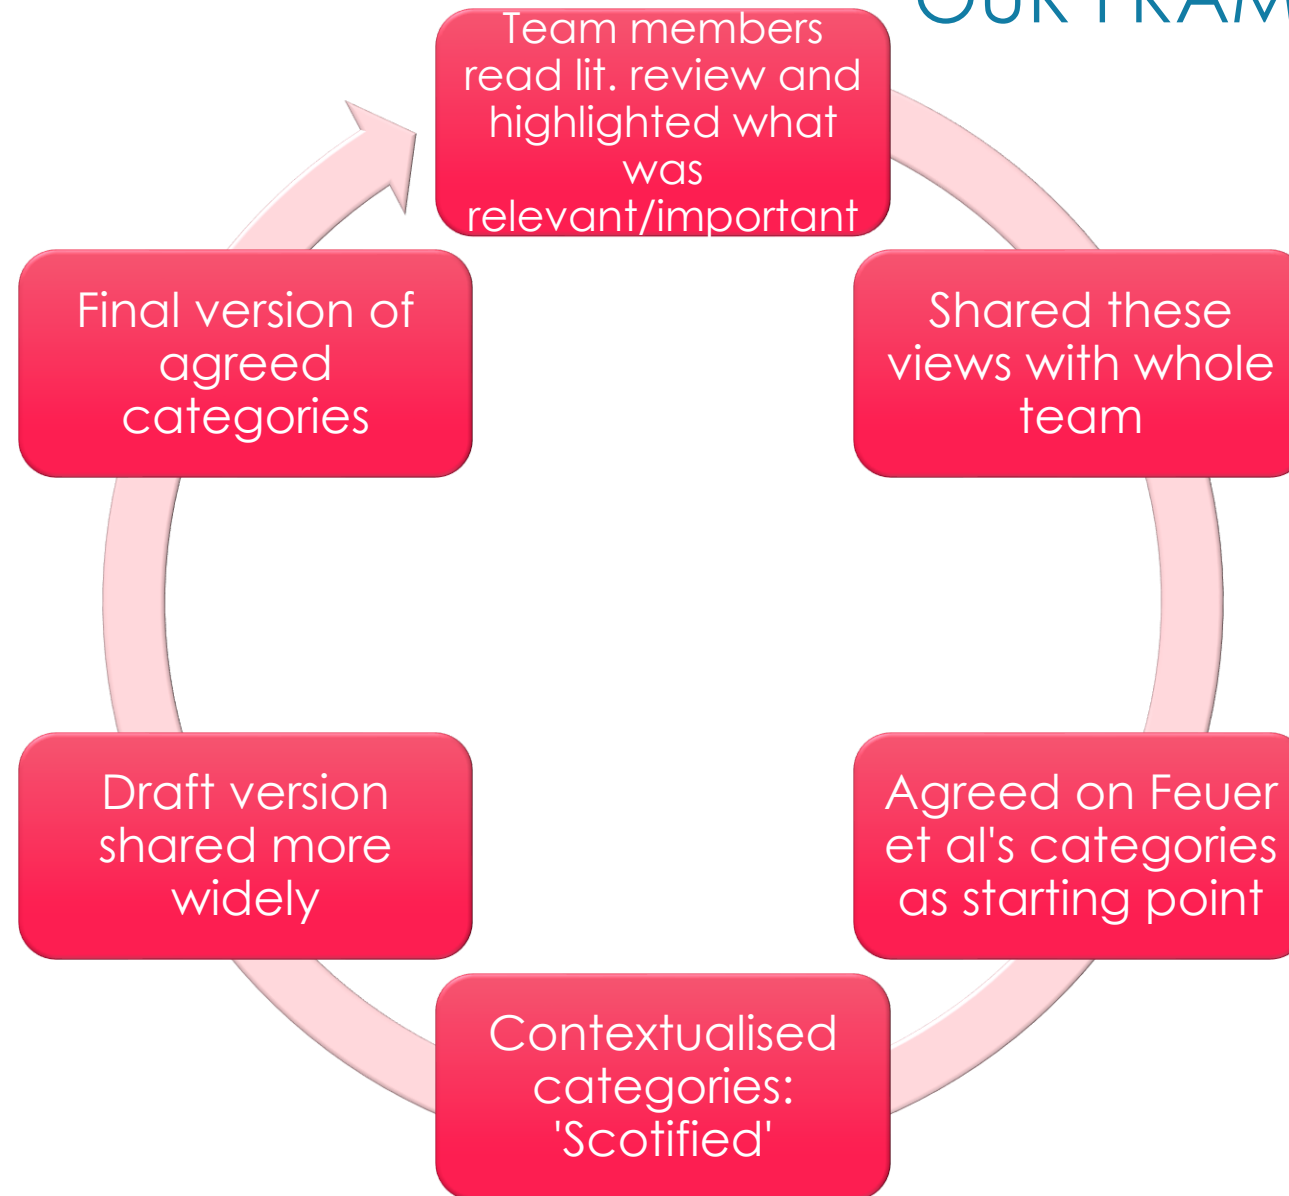 OUR FRAM
Team members
read lit. review and
highlighted what
was
relevant/important
Shared these
views with whole
team
Agreed on Feuer
et al's categories
as starting point
Contextualised
categories:
'Scotified'
Draft version
shared more
widely
Final version of
agreed
categories